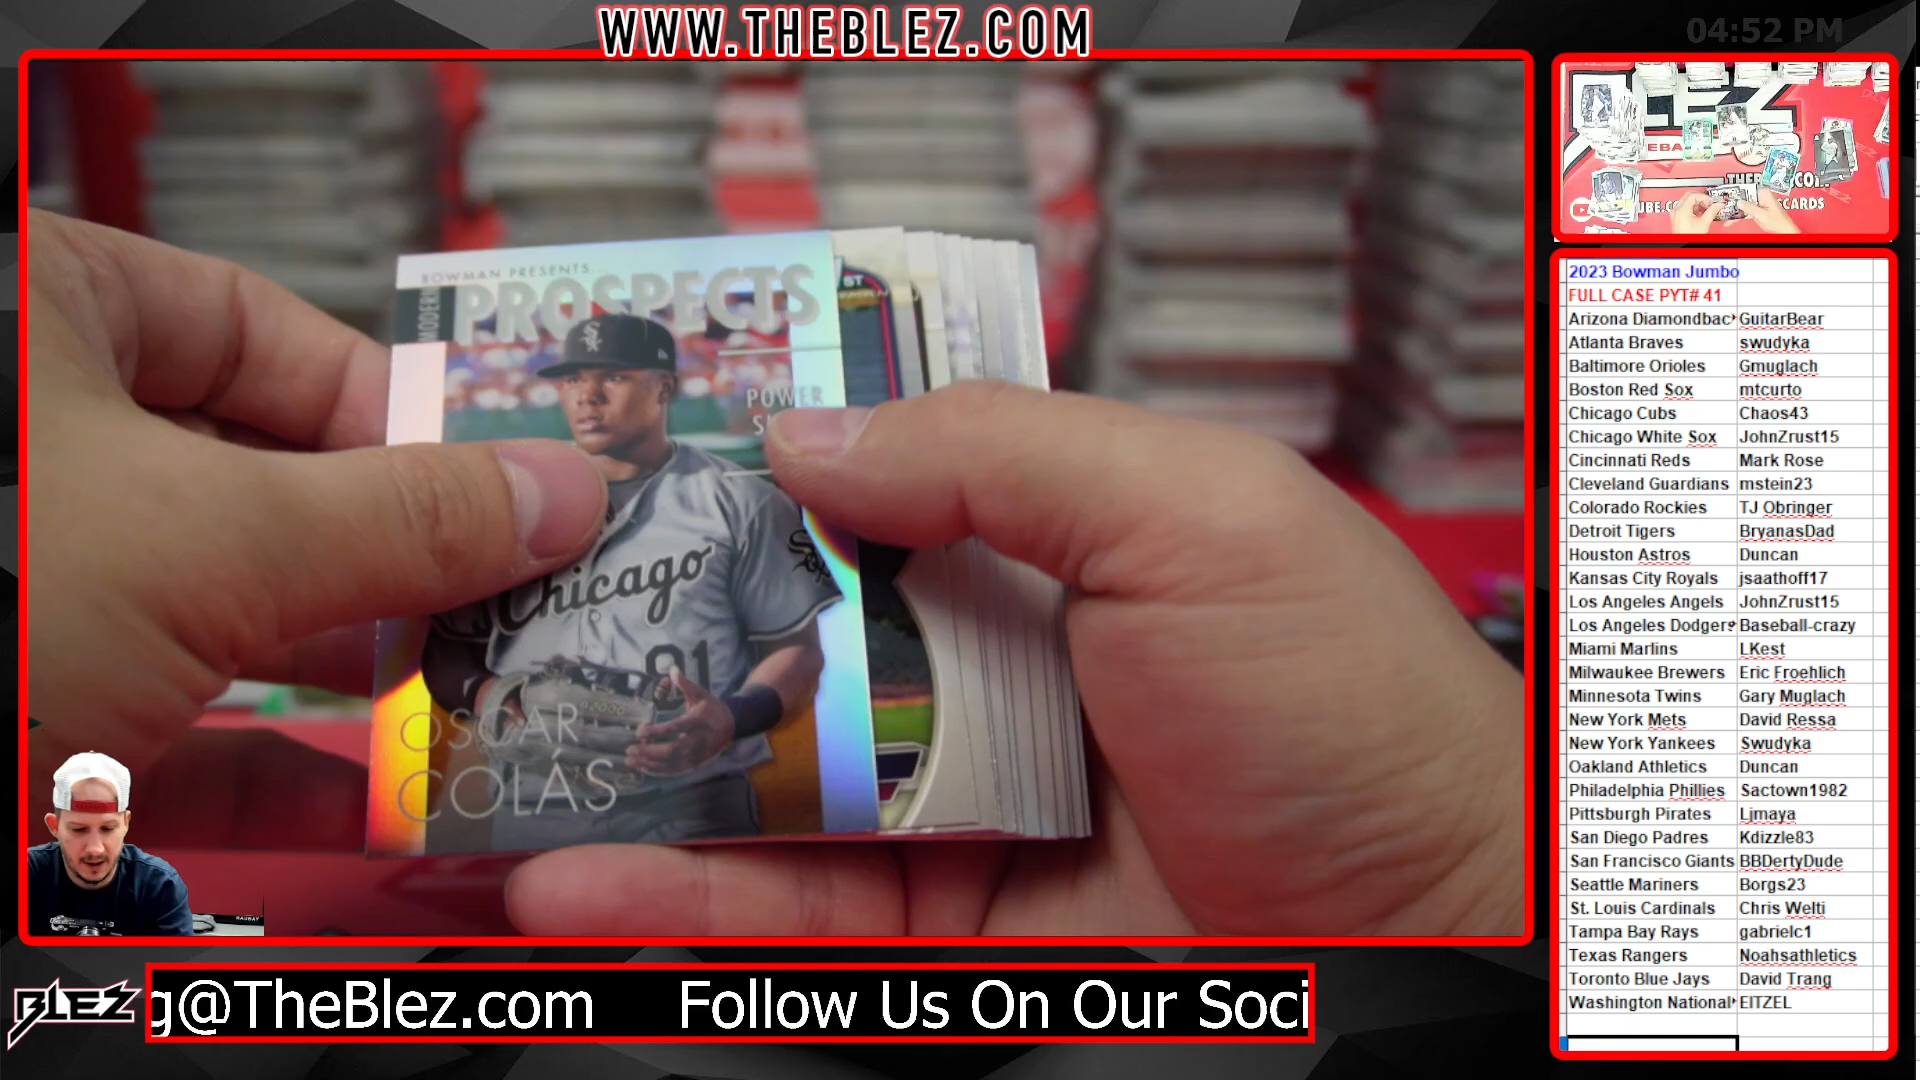 WWW.THEBLEZ.COM
04:52 PM
BOWMAN PRESENTS...
MODERN
PROSPECTS
ST
POWER
Chicago
91
Sox
OSCAR
COLÁS
EBA
CARDS
2023 Bowman Jumbo
FULL CASE PYT# 41
Arizona Diamondbac GuitarBear
Atlanta Braves swudyka
Baltimore Orioles Gmuglach
Boston Red Sox mtcurto
Chicago Cubs Chaos43
Chicago White Sox JohnZrust15
Cincinnati Reds Mark Rose
Cleveland Guardians mstein23
Colorado Rockies TJ Obringer
Detroit Tigers BryanasDad
Houston Astros Duncan
Kansas City Royals jsaathoff17
Los Angeles Angels JohnZrust15
Los Angeles Dodgers Baseball-crazy
Miami Marlins LKest
Milwaukee Brewers Eric Froehlich
Minnesota Twins Gary Muglach
New York Mets David Ressa
New York Yankees Swudyka
Oakland Athletics Duncan
Philadelphia Phillies Sactown1982
Pittsburgh Pirates Ljmaya
San Diego Padres Kdizzle83
San Francisco Giants BBDertyDude
Seattle Mariners Borgs23
St. Louis Cardinals Chris Welti
Tampa Bay Rays gabrielc1
Texas Rangers Noahsathletics
Toronto Blue Jays David Trang
Washington National EITZEL
BLEZ
g@TheBlez.com Follow Us On Our Soci